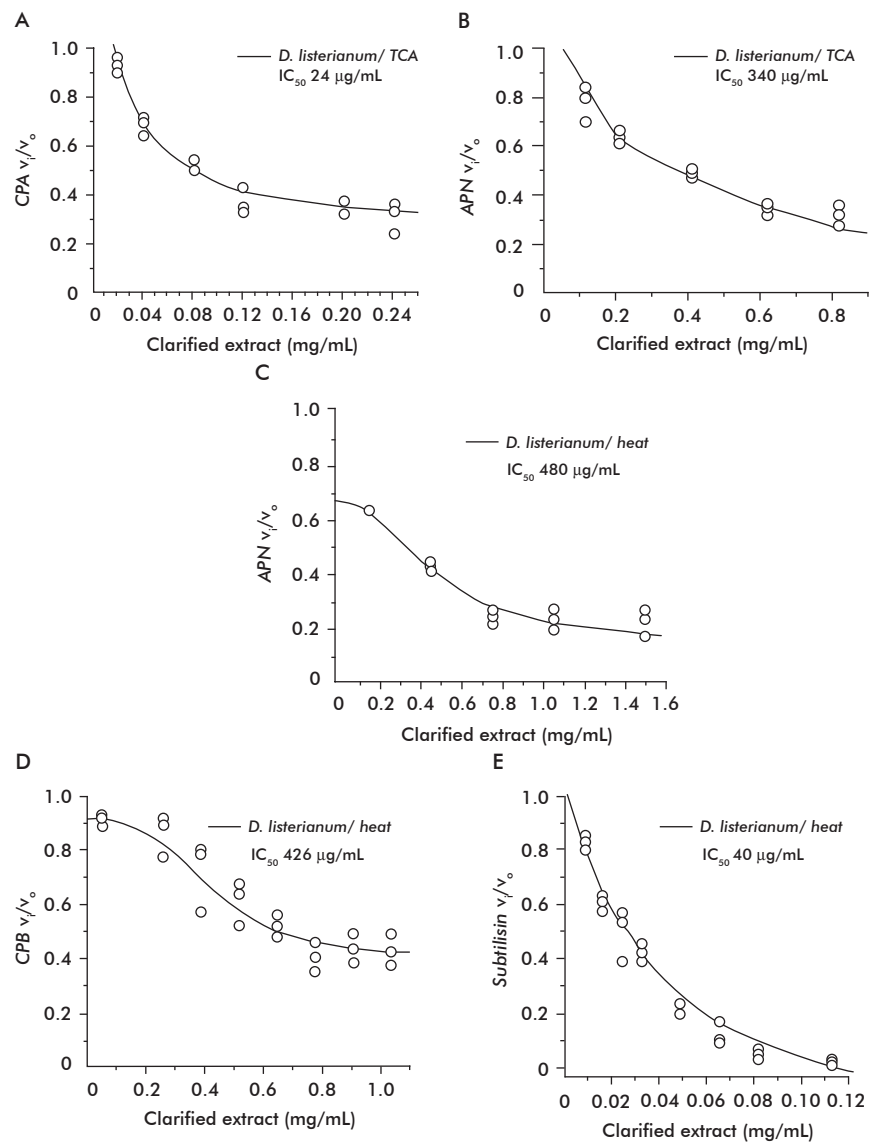 A
1.0
0.8
0.6
0.4
0.2
0
CPA vᵢ/vₒ
D. listerianum/ TCA
IC₅₀ 24 µg/mL
0 0.04 0.08 0.12 0.16 0.20 0.24
Clarified extract (mg/mL)
B
1.0
0.8
0.6
0.4
0.2
0
APN vᵢ/vₒ
D. listerianum/ TCA
IC₅₀ 340 µg/mL
0 0.2 0.4 0.6 0.8
Clarified extract (mg/mL)
C
1.0
0.8
0.6
0.4
0.2
0
APN vᵢ/vₒ
D. listerianum/ heat
IC₅₀ 480 µg/mL
0 0.2 0.4 0.6 0.8 1.0 1.2 1.4 1.6
Clarified extract (mg/mL)
D
1.0
0.8
0.6
0.4
0.2
0
CPB vᵢ/vₒ
D. listerianum/ heat
IC₅₀ 426 µg/mL
0 0.2 0.4 0.6 0.8 1.0
Clarified extract (mg/mL)
E
1.0
0.8
0.6
0.4
0.2
0
Subtilisin vᵢ/vₒ
D. listerianum/ heat
IC₅₀ 40 µg/mL
0 0.02 0.04 0.06 0.08 0.10 0.12
Clarified extract (mg/mL)